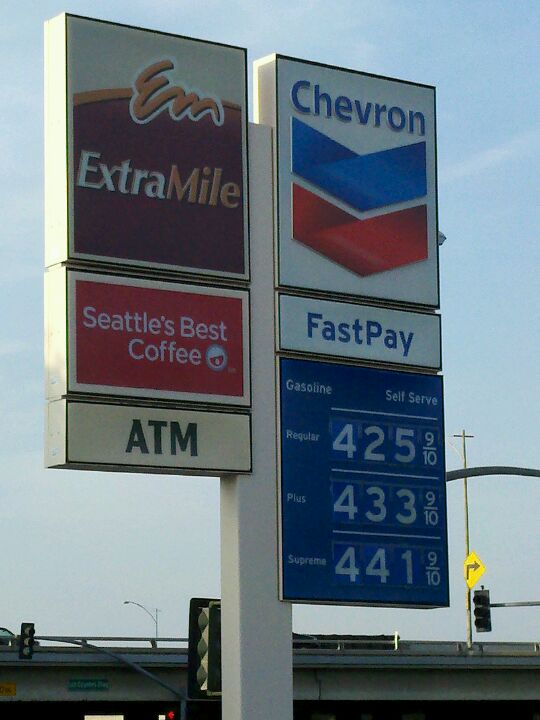 Em
ExtraMile
Seattle's Best
Coffee
ATM
Chevron
FastPay
Gasoline
Self Serve
Regular 425 9/10
Plus 433 9/10
Supreme 441 9/10